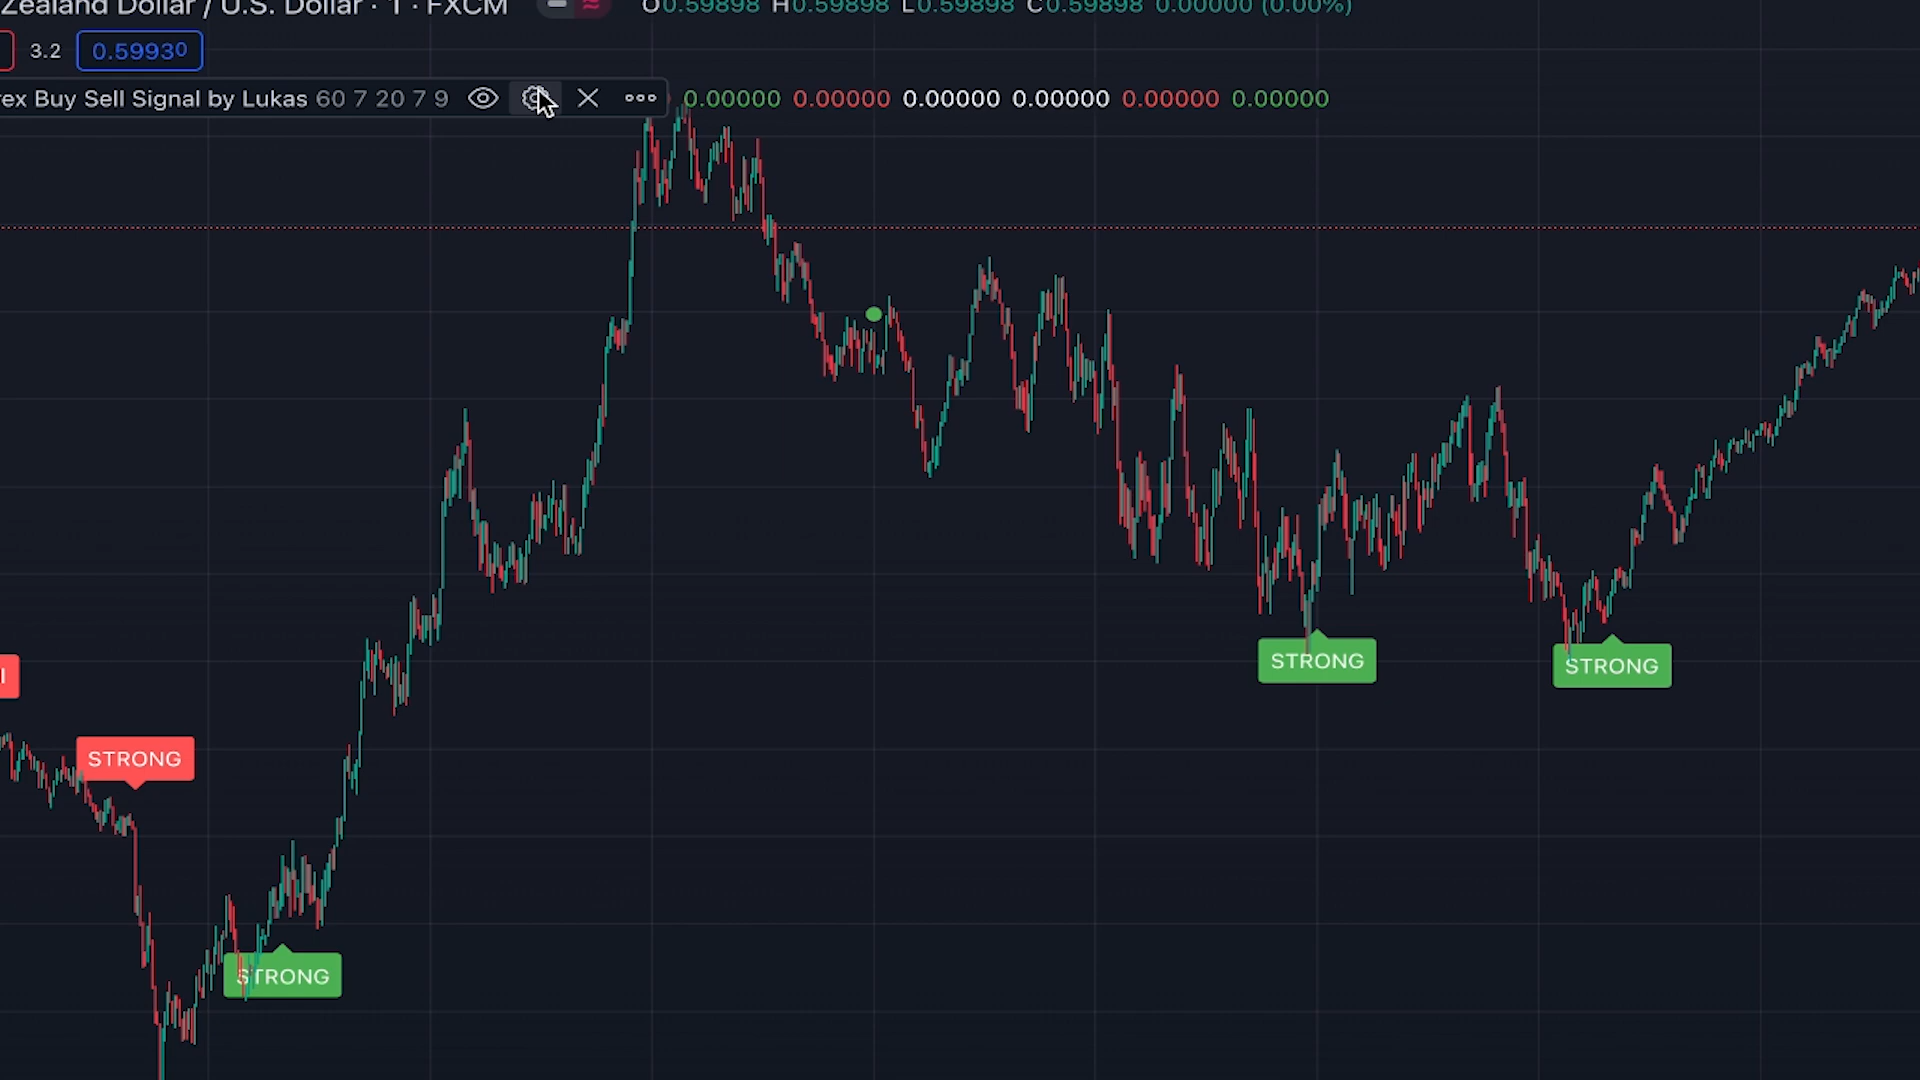 Zealand Dollar / U.S. Dollar · 1 · FXCM O0.59898 H0.59898 L0.59898 C0.59898 0.00000 (0.00%)
3.2 0.59930
ex Buy Sell Signal by Lukas 60 7 20 7 9 0.00000 0.00000 0.00000 0.00000 0.00000 0.00000
STRONG
STRONG
STRONG
STRONG